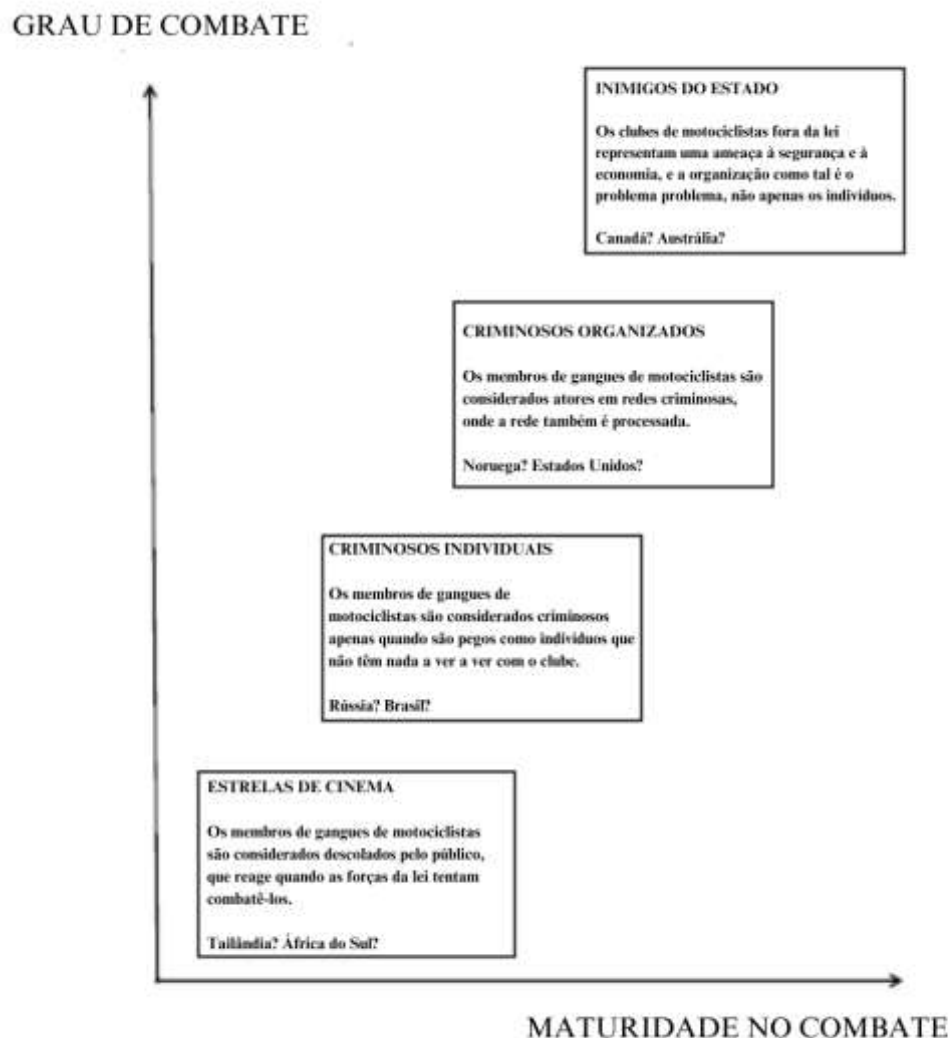 GRAU DE COMBATE
INIMIGOS DO ESTADO
Os clubes de motociclistas fora da lei
representam uma ameaça à segurança e à
economia, e a organização como tal é o
problema problema, não apenas os indivíduos.
Canadá? Austrália?
CRIMINOSOS ORGANIZADOS
Os membros de gangues de motociclistas são
considerados atores em redes criminosas,
onde a rede também é processada.
Noruega? Estados Unidos?
CRIMINOSOS INDIVIDUAIS
Os membros de gangues de
motociclistas são considerados criminosos
apenas quando são pegos como indivíduos que
não têm nada a ver a ver com o clube.
Rússia? Brasil?
ESTRELAS DE CINEMA
Os membros de gangues de motociclistas
são considerados descolados pelo público,
que reage quando as forças da lei tentam
combatê-los.
Tailândia? África do Sul?
MATURIDADE NO COMBATE